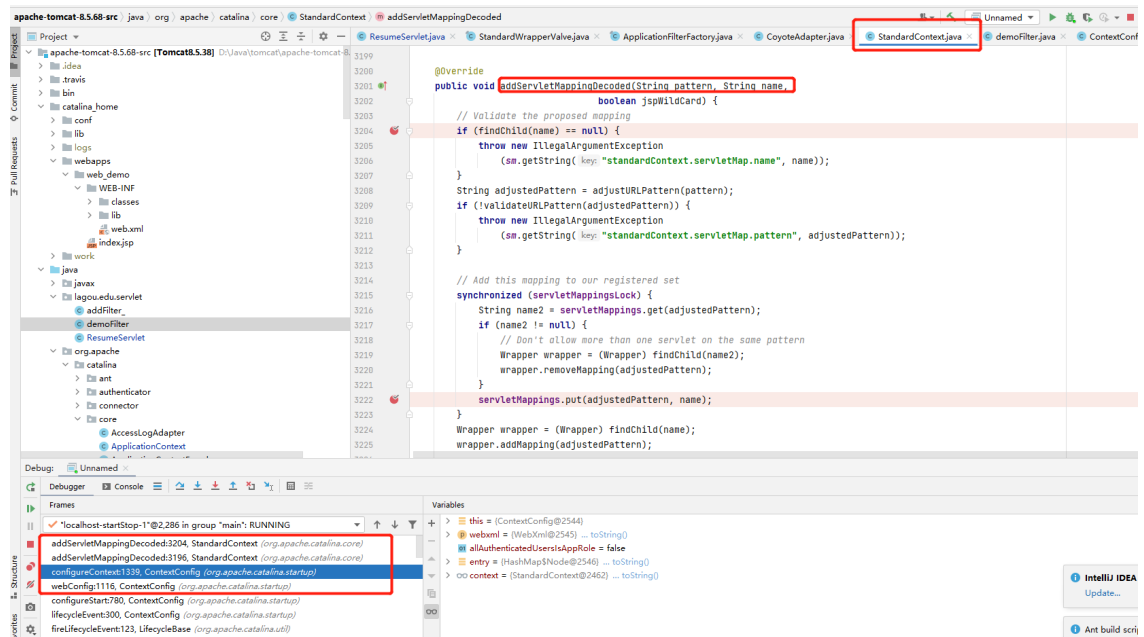 apache-tomcat-8.5.68-src java org apache catalina core StandardContext addServletMappingDecoded
Unnamed
Project
ResumeServlet.java StandardWrapperValve.java ApplicationFilterFactory.java CoyoteAdapter.java StandardContext.java demoFilter.java ContextConf
apache-tomcat-8.5.68-src [Tomcat8.5.38] D:\Java\tomcat\apache-tomcat-8.
.idea
.travis
bin
catalina_home
conf
lib
logs
webapps
web_demo
WEB-INF
classes
lib
web.xml
index.jsp
work
java
javax
lagou.edu.servlet
addFilter_
demoFilter
ResumeServlet
org.apache
catalina
ant
authenticator
connector
core
AccessLogAdapter
ApplicationContext
Project
Commit
Pull Requests
Structure
vorites
3199
3200 @Override
3201 public void addServletMappingDecoded(String pattern, String name,
3202 boolean jspWildCard) {
3203 // Validate the proposed mapping
3204 if (findChild(name) == null) {
3205 throw new IllegalArgumentException
3206 (sm.getString( key: "standardContext.servletMap.name", name));
3207 }
3208 String adjustedPattern = adjustURLPattern(pattern);
3209 if (!validateURLPattern(adjustedPattern)) {
3210 throw new IllegalArgumentException
3211 (sm.getString( key: "standardContext.servletMap.pattern", adjustedPattern));
3212 }
3213
3214 // Add this mapping to our registered set
3215 synchronized (servletMappingsLock) {
3216 String name2 = servletMappings.get(adjustedPattern);
3217 if (name2 != null) {
3218 // Don't allow more than one servlet on the same pattern
3219 Wrapper wrapper = (Wrapper) findChild(name2);
3220 wrapper.removeMapping(adjustedPattern);
3221 }
3222 servletMappings.put(adjustedPattern, name);
3223 }
3224 Wrapper wrapper = (Wrapper) findChild(name);
3225 wrapper.addMapping(adjustedPattern);
Debug: Unnamed
Debugger Console
Frames
"localhost-startStop-1"@2,286 in group "main": RUNNING
addServletMappingDecoded:3204, StandardContext (org.apache.catalina.core)
addServletMappingDecoded:3196, StandardContext (org.apache.catalina.core)
configureContext:1339, ContextConfig (org.apache.catalina.startup)
webConfig:1116, ContextConfig (org.apache.catalina.startup)
configureStart:780, ContextConfig (org.apache.catalina.startup)
lifecycleEvent:300, ContextConfig (org.apache.catalina.startup)
fireLifecycleEvent:123, LifecycleBase (org.apache.catalina.util)
Variables
this = {ContextConfig@2544}
webxml = {WebXml@2545} ... toString()
allAuthenticatedUsersIsAppRole = false
entry = {HashMap$Node@2546} ... toString()
context = {StandardContext@2462} ... toString()
IntelliJ IDEA
Update...
Ant build scri